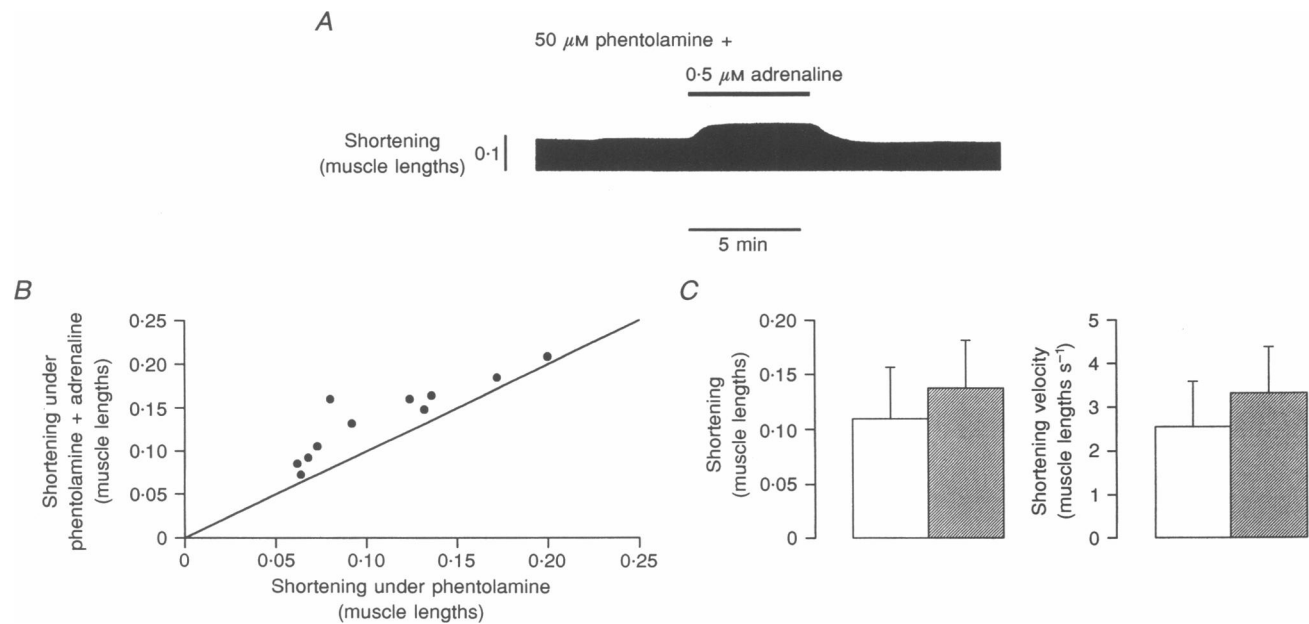 A
50 μM phentolamine +
0·5 μM adrenaline
Shortening
(muscle lengths)
0·1
5 min
B
Shortening under
phentolamine + adrenaline
(muscle lengths)
0·25
0·20
0·15
0·10
0·05
0
0
0·05
0·10
0·15
0·20
0·25
Shortening under phentolamine
(muscle lengths)
C
Shortening
(muscle lengths)
0·20
0·15
0·10
0·05
0
Shortening velocity
(muscle lengths s⁻¹)
5
4
3
2
1
0